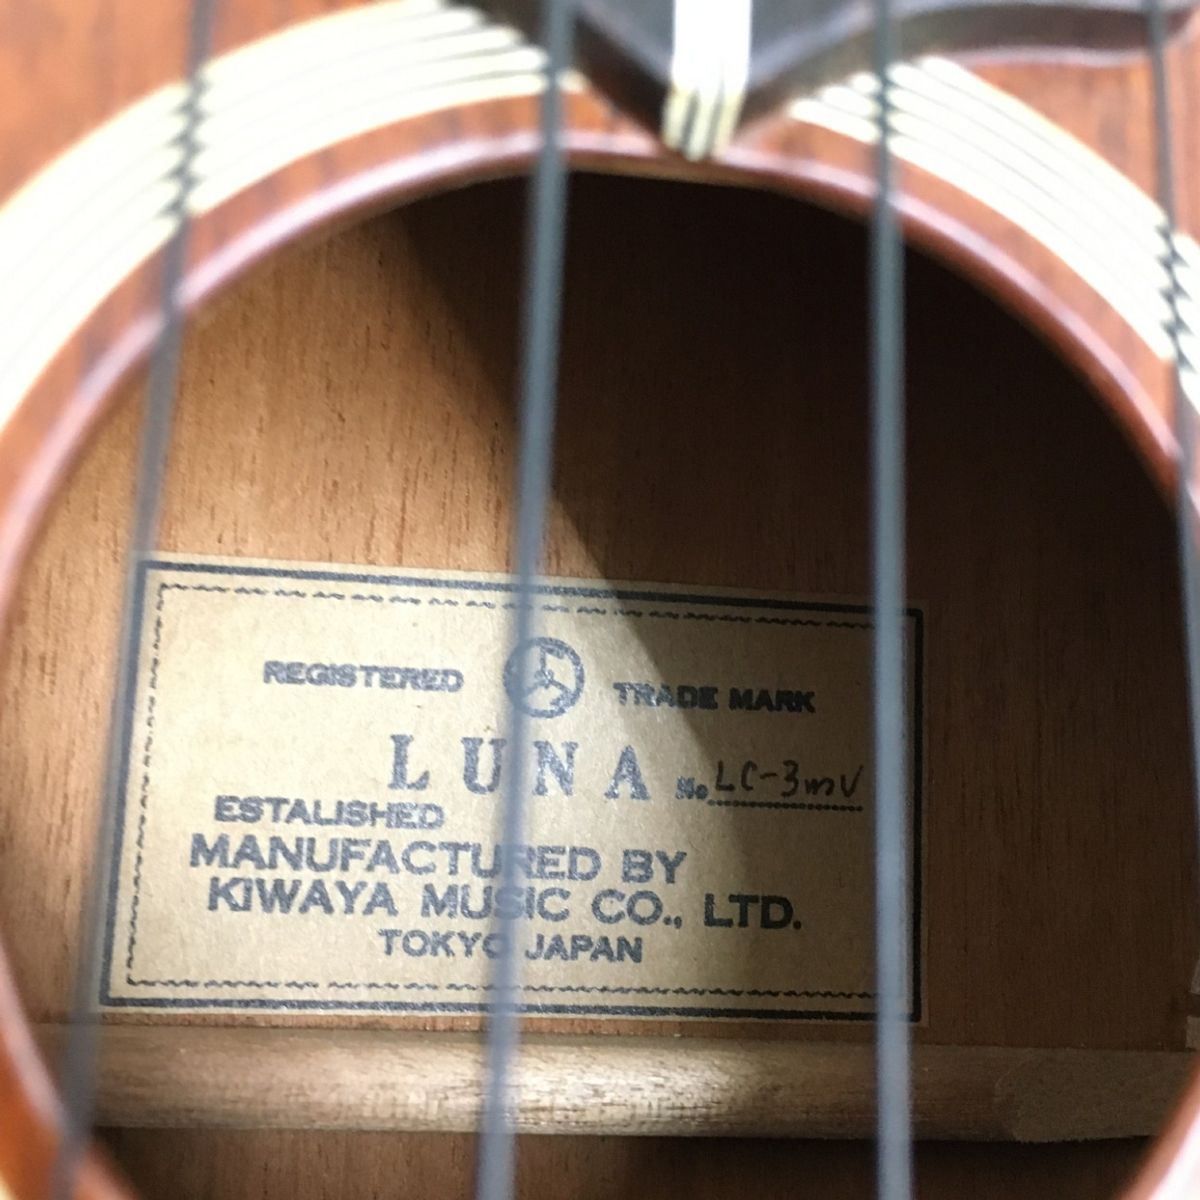 REGISTERED TRADE MARK
LUNA No LC-3mV
ESTALISHED
MANUFACTURED BY
KIWAYA MUSIC CO., LTD.
TOKYO JAPAN